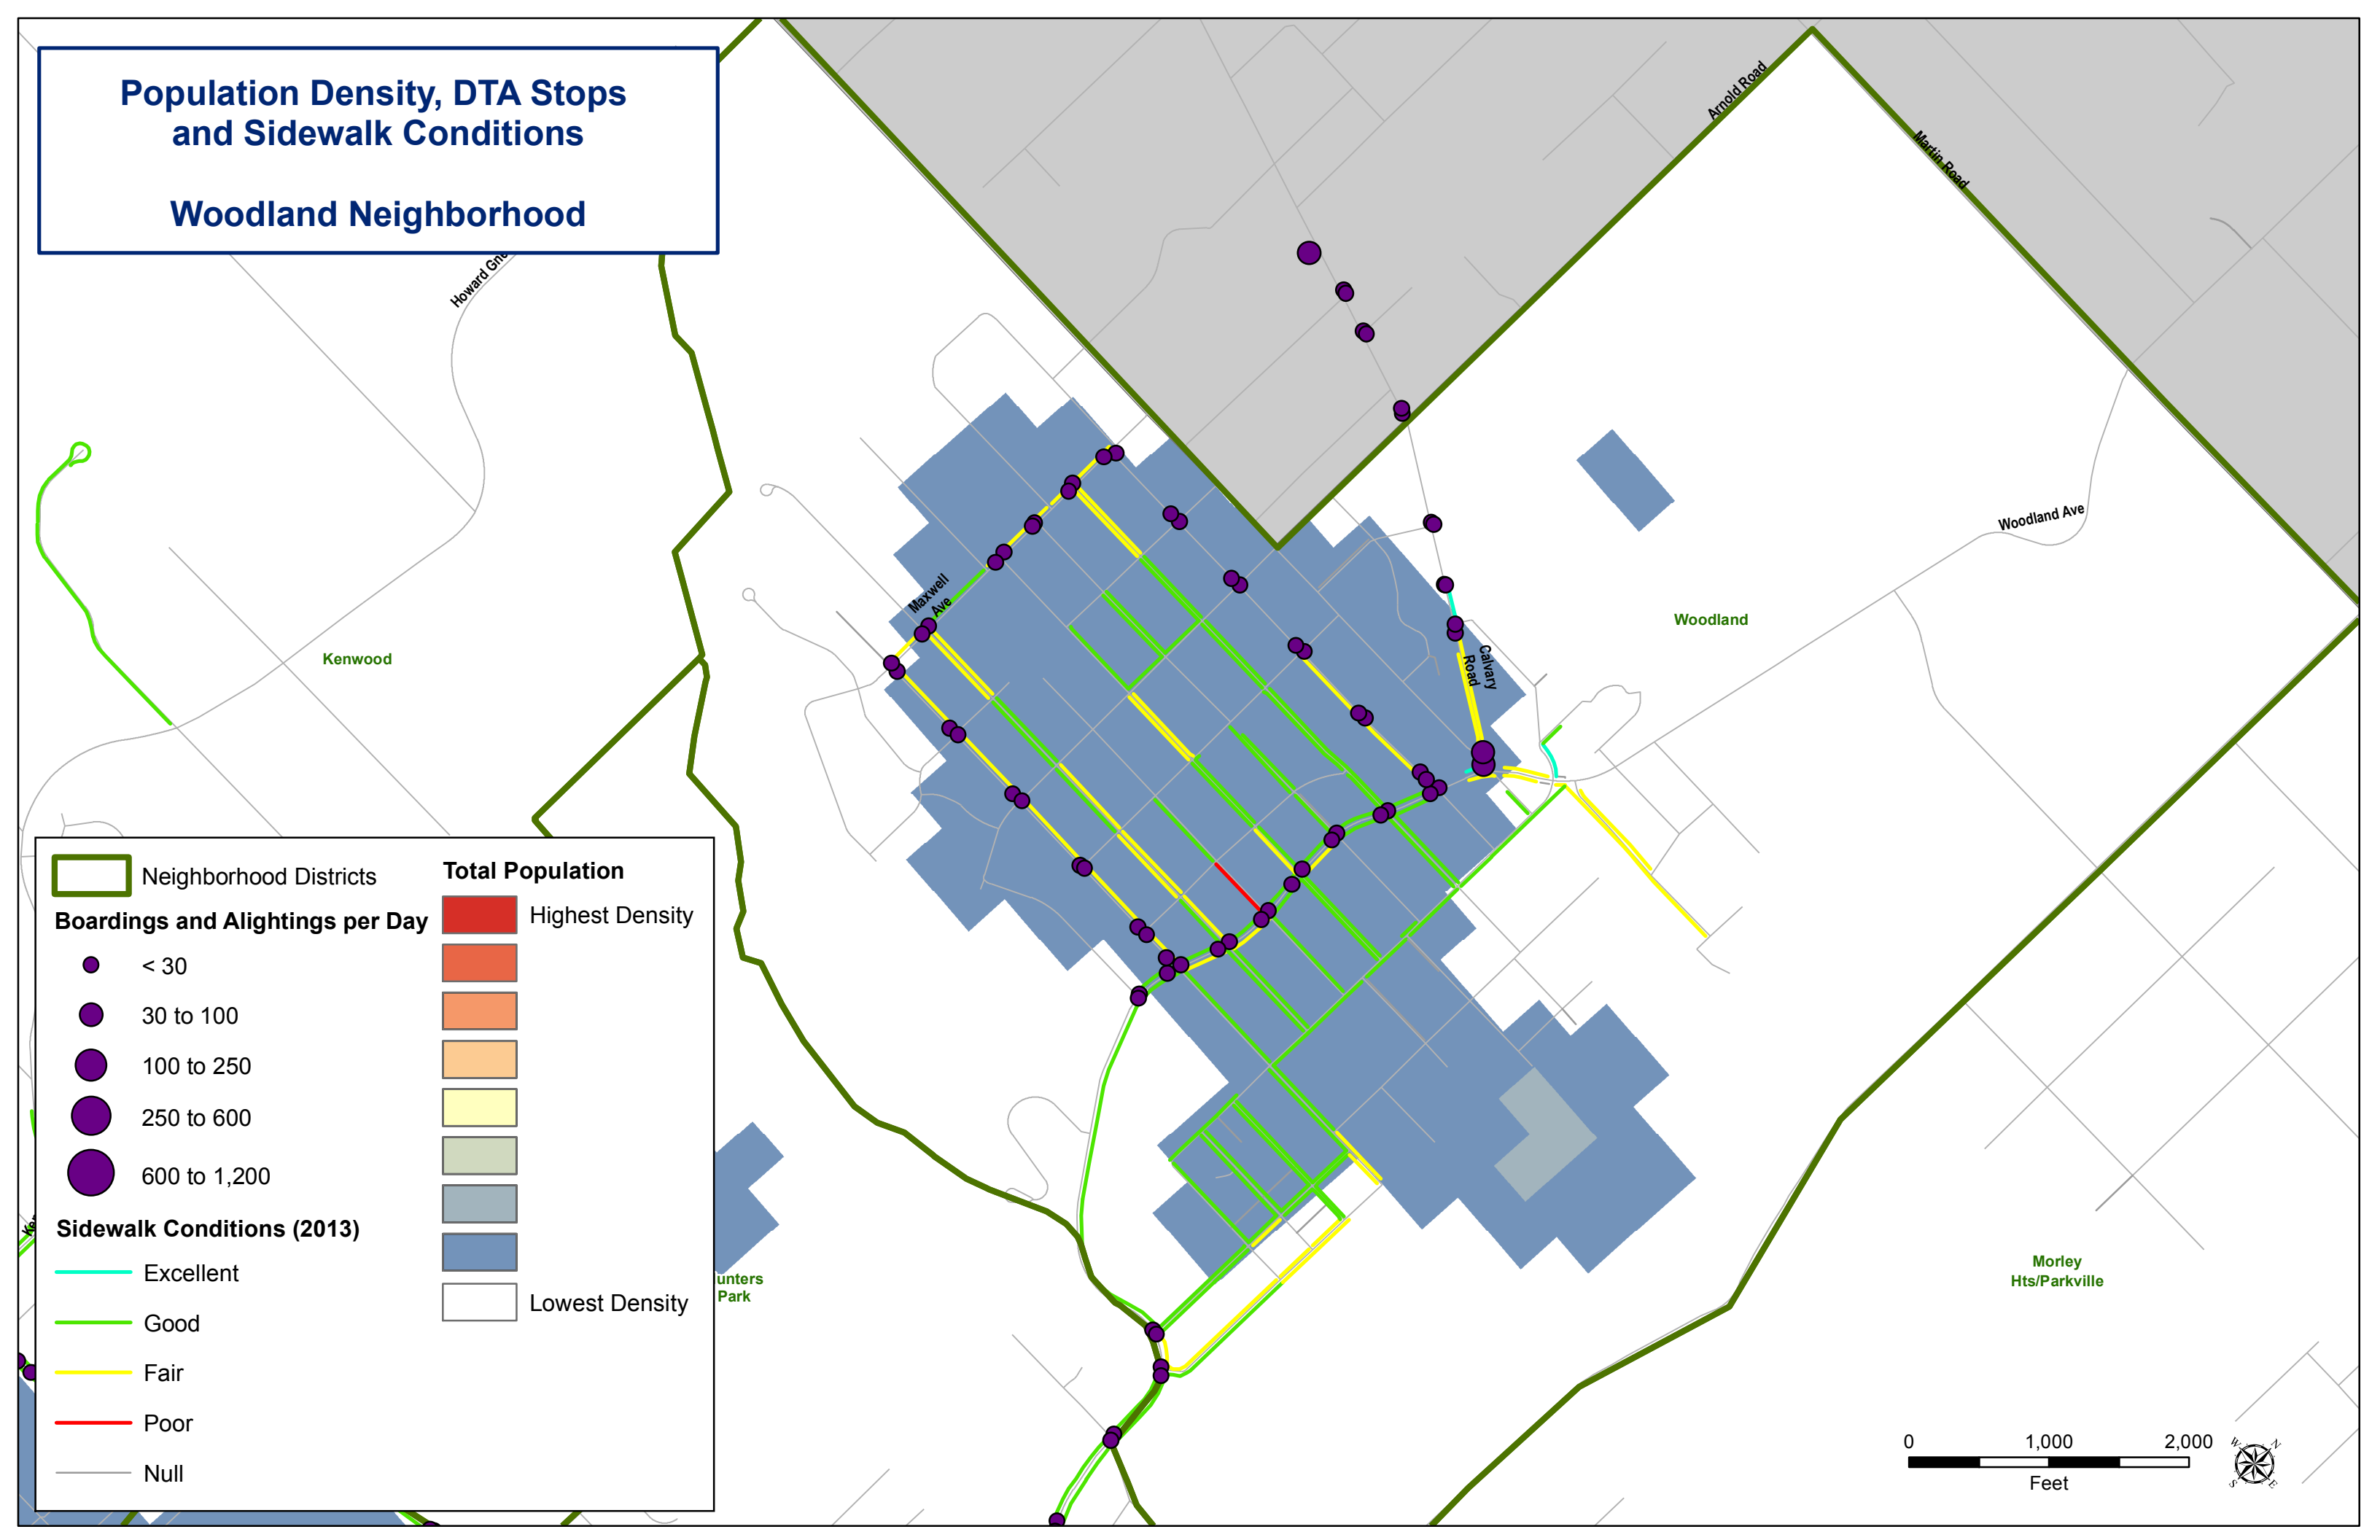 Population Density, DTA Stops
and Sidewalk Conditions
Woodland Neighborhood
Arnold Road
Martin Road
Howard
Woodland Ave
Maxwell
Ave
Calvary
Road
Woodland
Kenwood
Neighborhood Districts
Boardings and Alightings per Day
< 30
30 to 100
100 to 250
250 to 600
600 to 1,200
Sidewalk Conditions (2013)
Excellent
Good
Fair
Poor
Null
Total Population
Highest Density
Lowest Density
unters
Park
Morley
Hts/Parkville
0 1,000 2,000
Feet
W N
S E